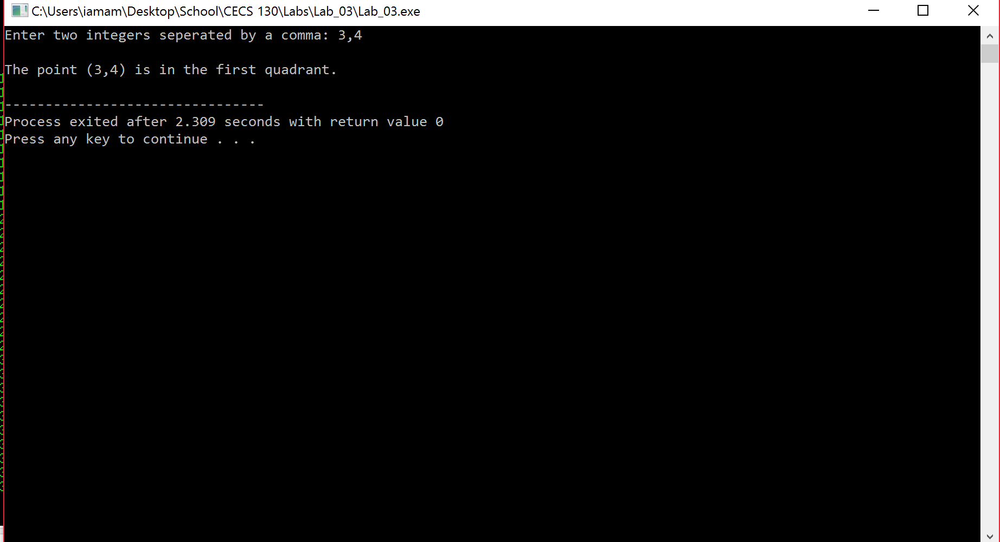 C:\Users\iamam\Desktop\School\CECS 130\Labs\Lab_03\Lab_03.exe
Enter two integers seperated by a comma: 3,4
The point (3,4) is in the first quadrant.
--------------------------------
Process exited after 2.309 seconds with return value 0
Press any key to continue . . .